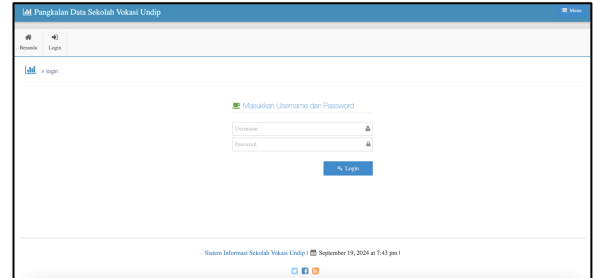 Pangkalan Data Sekolah Vokasi Undip
Menu
Beranda
Login
» login
Masukkan Username dan Password
Username
Password
Login
Sistem Informasi Sekolah Vokasi Undip | September 19, 2024 at 7:43 pm |